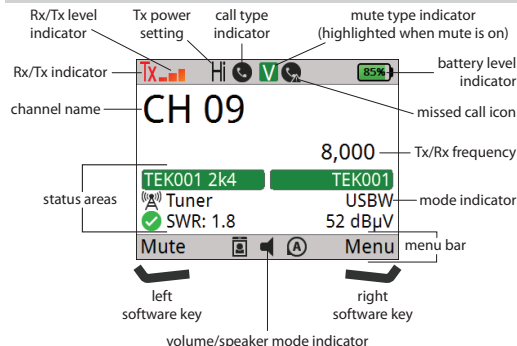 Rx/Tx level indicator
Tx power setting
call type indicator
mute type indicator
(highlighted when mute is on)
Rx/Tx indicator
Tx
Hi
V
85%
battery level indicator
channel name
CH 09
missed call icon
8,000
Tx/Rx frequency
status areas
TEK001 2k4
TEK001
Tuner
USBW
mode indicator
SWR: 1.8
52 dBµV
Mute
A
Menu
menu bar
left software key
right software key
volume/speaker mode indicator